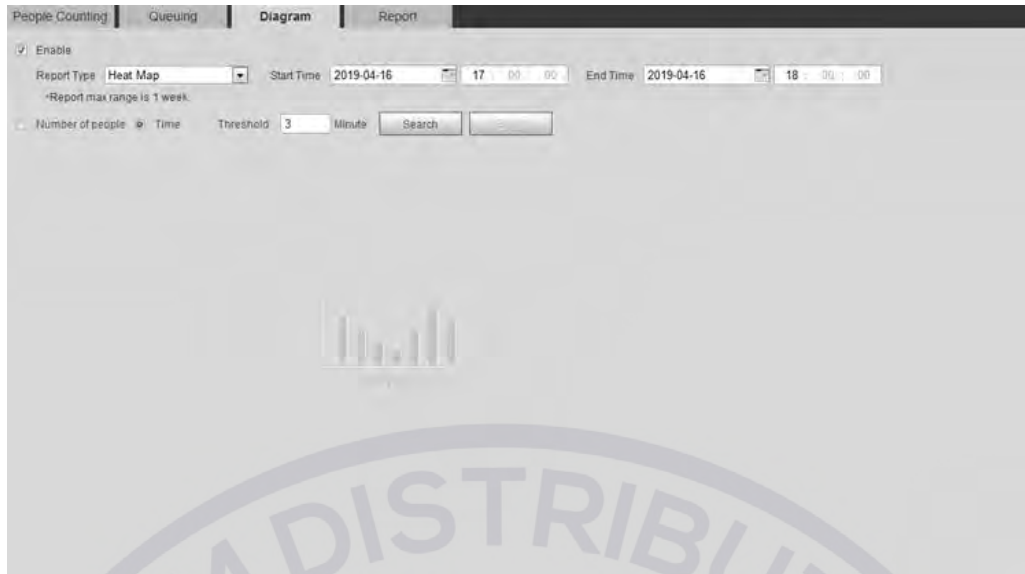 People Counting Queuing Diagram Report
Enable
Report Type Heat Map Start Time 2019-04-16 17 : 00 : 00 End Time 2019-04-16 18 : 00 : 00
*Report max range is 1 week.
Number of people Time Threshold 3 Minute Search
DISTRIBU